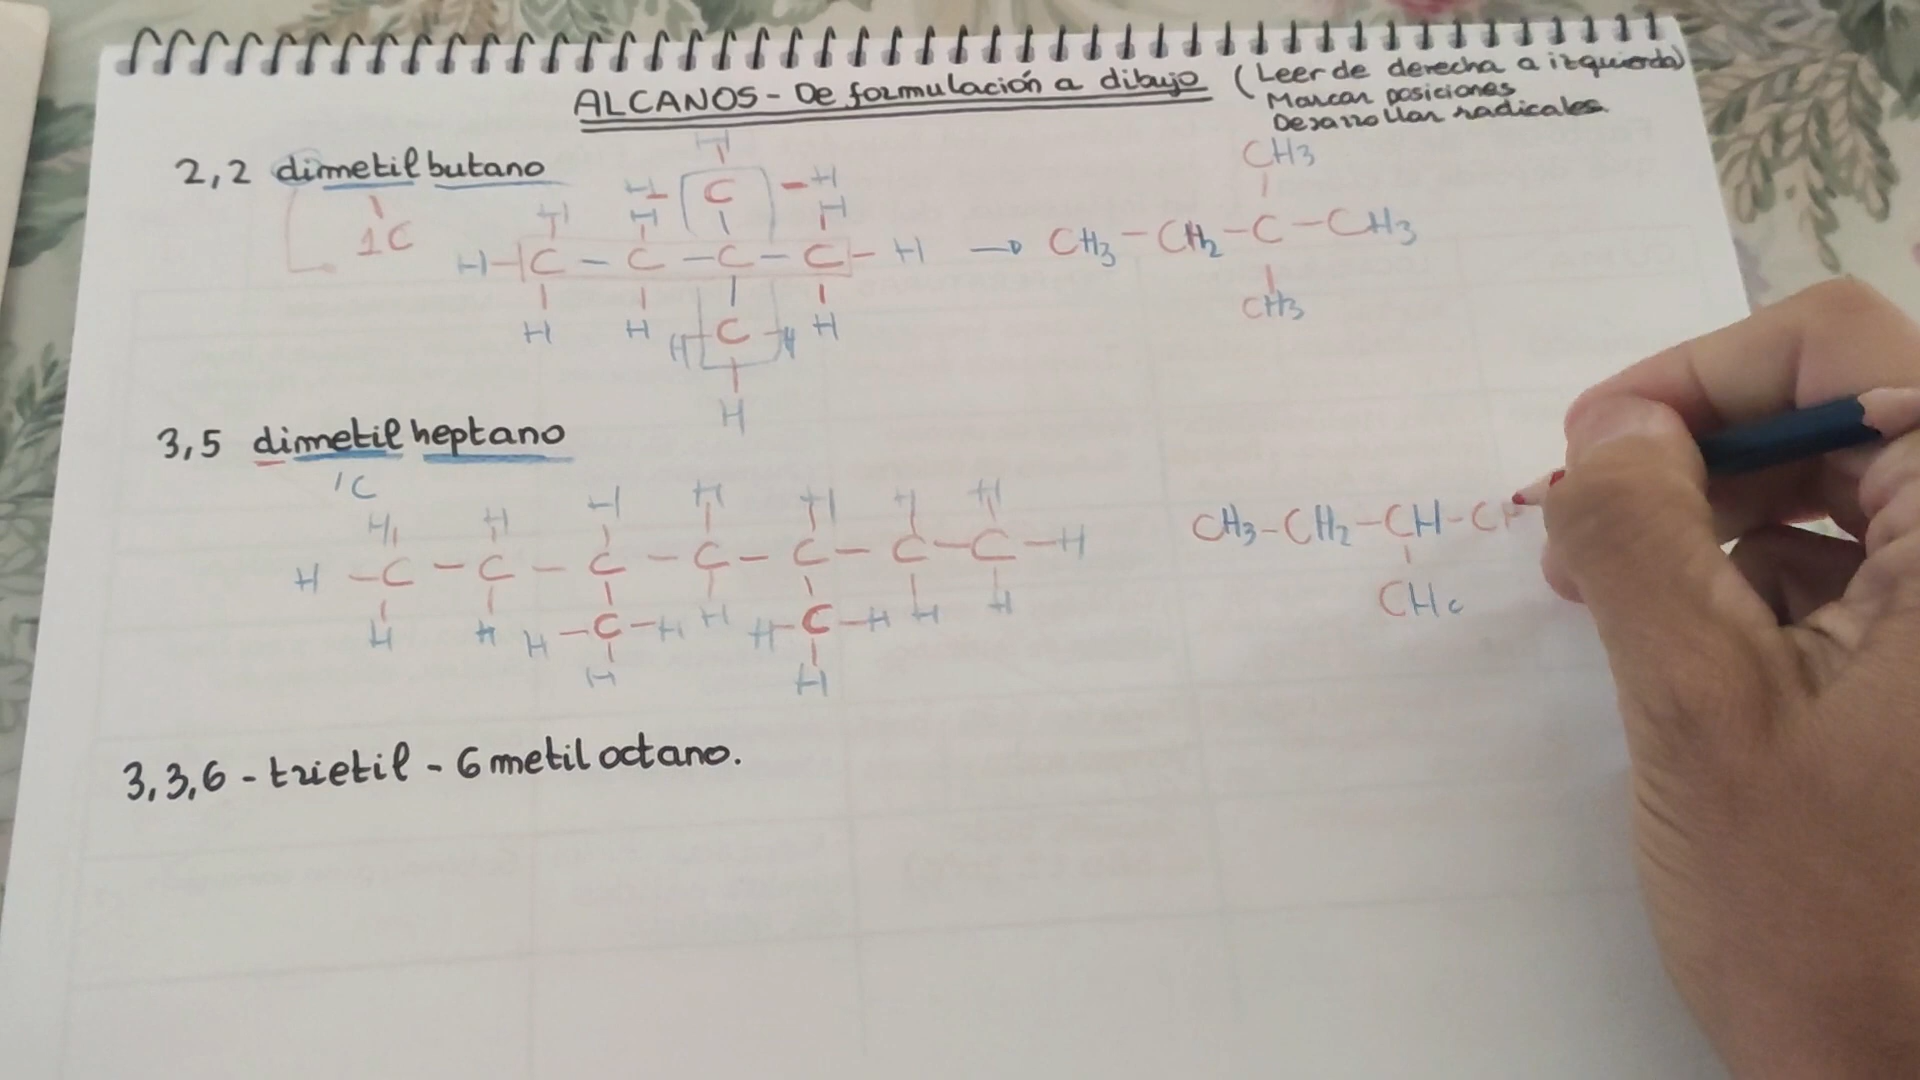 ALCANOS - De formulación a dibujo (Leer de derecha a izquierda)
Marcar posiciones
Desarrollar radicales
2,2 dimetil butano
1C
H
H - C - H
H H H
H - C - C - C - C - H → CH3 - CH2 - C - CH3
CH3
CH3
H H H - C - H H
H
3,5 dimetil heptano
1C
H H H H H H H
H - C - C - C - C - C - C - C - H
H H H - C - H H H - C - H H H
H H
CH3 - CH2 - CH - C
CH
3,3,6 - trietil - 6 metil octano.